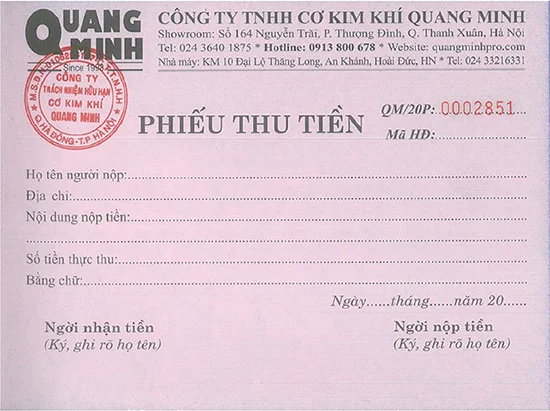 QUANG MINH
Since 1992
CÔNG TY TNHH CƠ KIM KHÍ QUANG MINH
Showroom: Số 164 Nguyễn Trãi, P. Thượng Đình, Q. Thanh Xuân, Hà Nội
Tel: 024 3640 1875 * Hotline: 0913 800 678 * Website: quangminhpro.com
Nhà máy: KM 10 Đại Lộ Thăng Long, An Khánh, Hoài Đức, HN * Tel: 024 33216331
CÔNG TY
TRÁCH NHIỆM HỮU HẠN
CƠ KIM KHÍ
QUANG MINH
Q.HÀ ĐÔNG-T.P HÀ NỘI
PHIẾU THU TIỀN
QM/20P: 0002851
Mã HĐ:
Họ tên người nộp:
Địa chỉ:
Nội dung nộp tiền:
Số tiền thực thu:
Bằng chữ:
Ngày......tháng......năm 20......
Ngời nhận tiền
(Ký, ghi rõ họ tên)
Ngời nộp tiền
(Ký, ghi rõ họ tên)